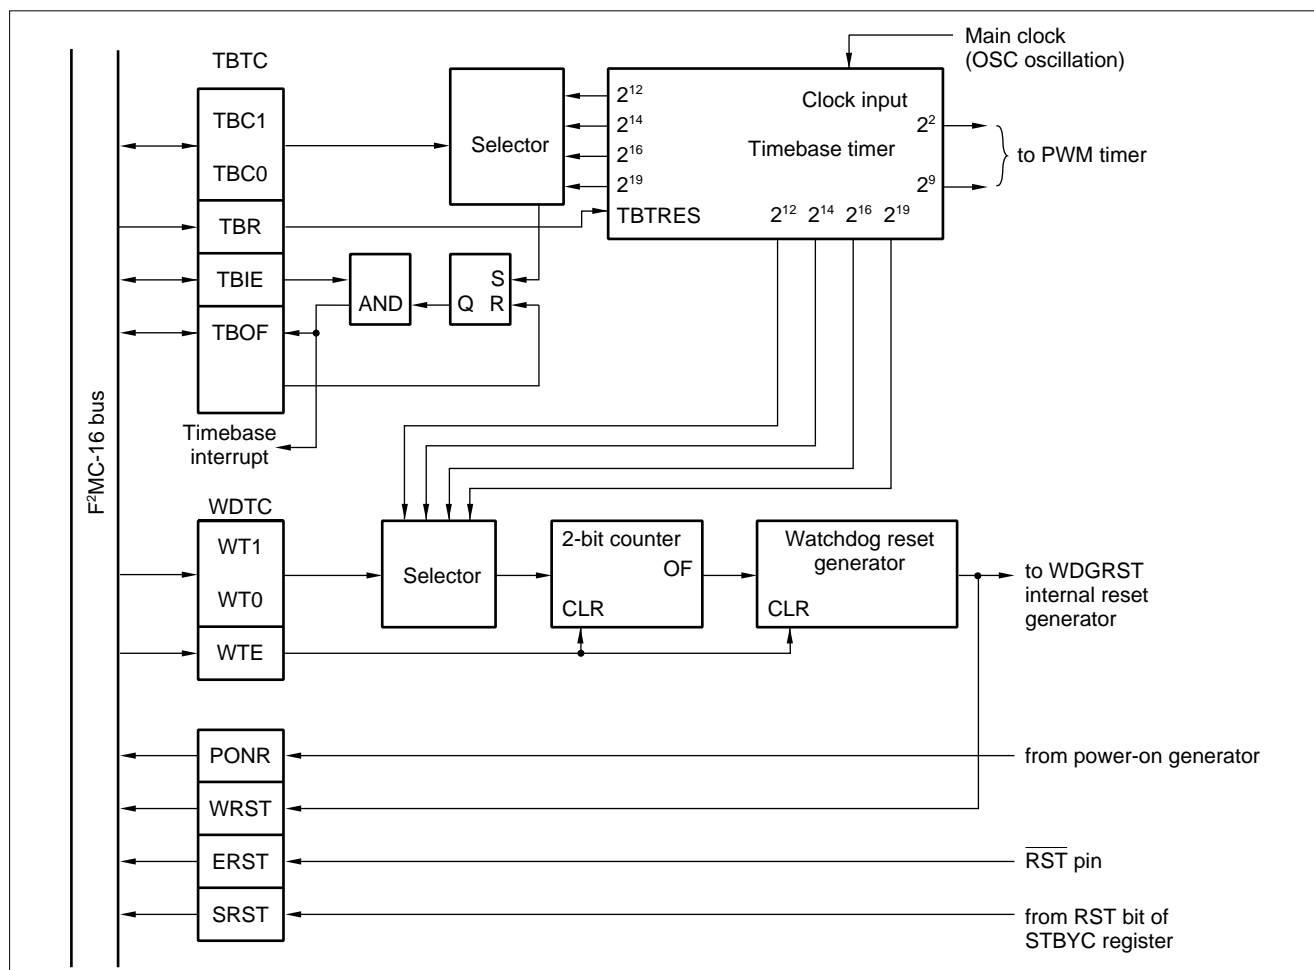 Main clock
(OSC oscillation)
TBTC
TBC1
TBC0
TBR
TBIE
TBOF
Selector
2¹²
2¹⁴
2¹⁶
2¹⁹
TBTRES
Clock input
Timebase timer
2²
2⁹
2¹² 2¹⁴ 2¹⁶ 2¹⁹
to PWM timer
AND
S
Q R
Timebase
interrupt
F²MC-16 bus
WDTC
WT1
WT0
WTE
Selector
2-bit counter
OF
CLR
Watchdog reset
generator
CLR
to WDGRST
internal reset
generator
PONR
from power-on generator
WRST
ERST
R̅S̅T̅ pin
SRST
from RST bit of
STBYC register